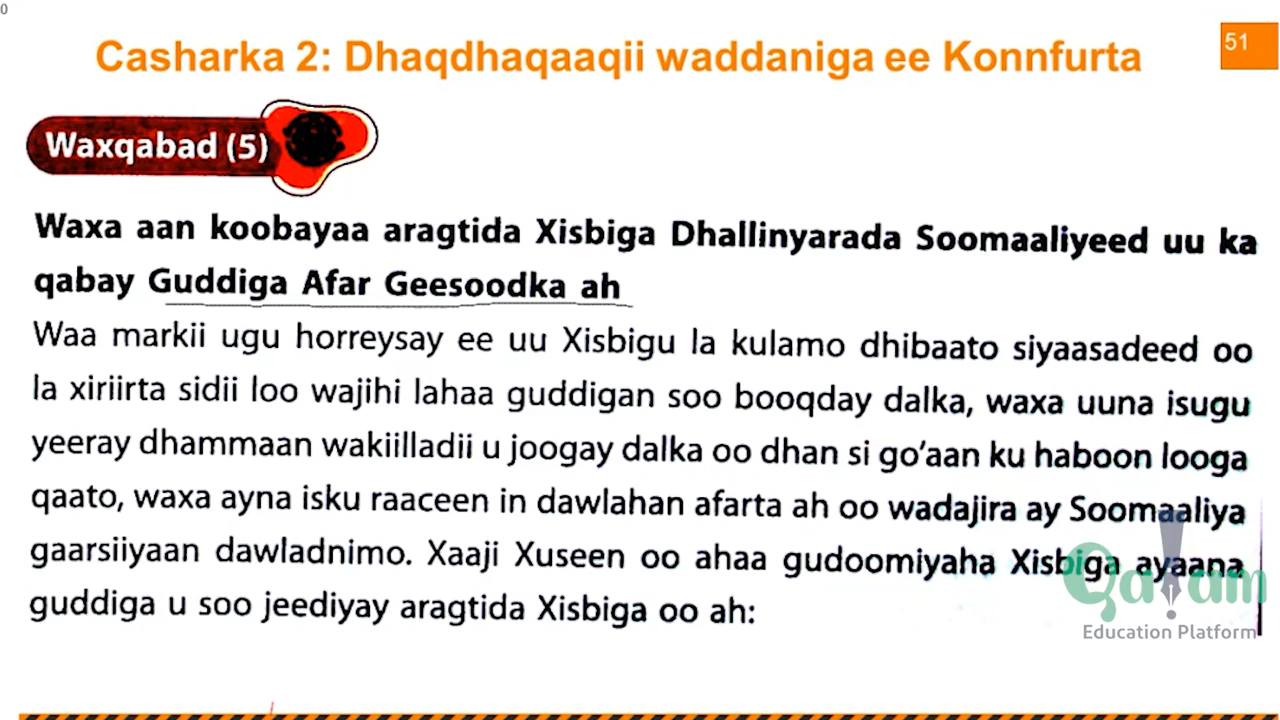 0
51
Casharka 2: Dhaqdhaqaaqii waddaniga ee Konnfurta
Waxqabad (5)
Waxa aan koobayaa aragtida Xisbiga Dhallinyarada Soomaaliyeed uu ka
qabay Guddiga Afar Geesoodka ah
Waa markii ugu horreysay ee uu Xisbigu la kulamo dhibaato siyaasadeed oo
la xiriirta sidii loo wajihi lahaa guddigan soo booqday dalka, waxa uuna isugu
yeeray dhammaan wakiilladii u joogay dalka oo dhan si go’aan ku haboon looga
qaato, waxa ayna isku raaceen in dawlahan afarta ah oo wadajira ay Soomaaliya
gaarsiiyaan dawladnimo. Xaaji Xuseen oo ahaa gudoomiyaha Xisbiga ayaana
guddiga u soo jeediyay aragtida Xisbiga oo ah:
Qalam
Education Platform